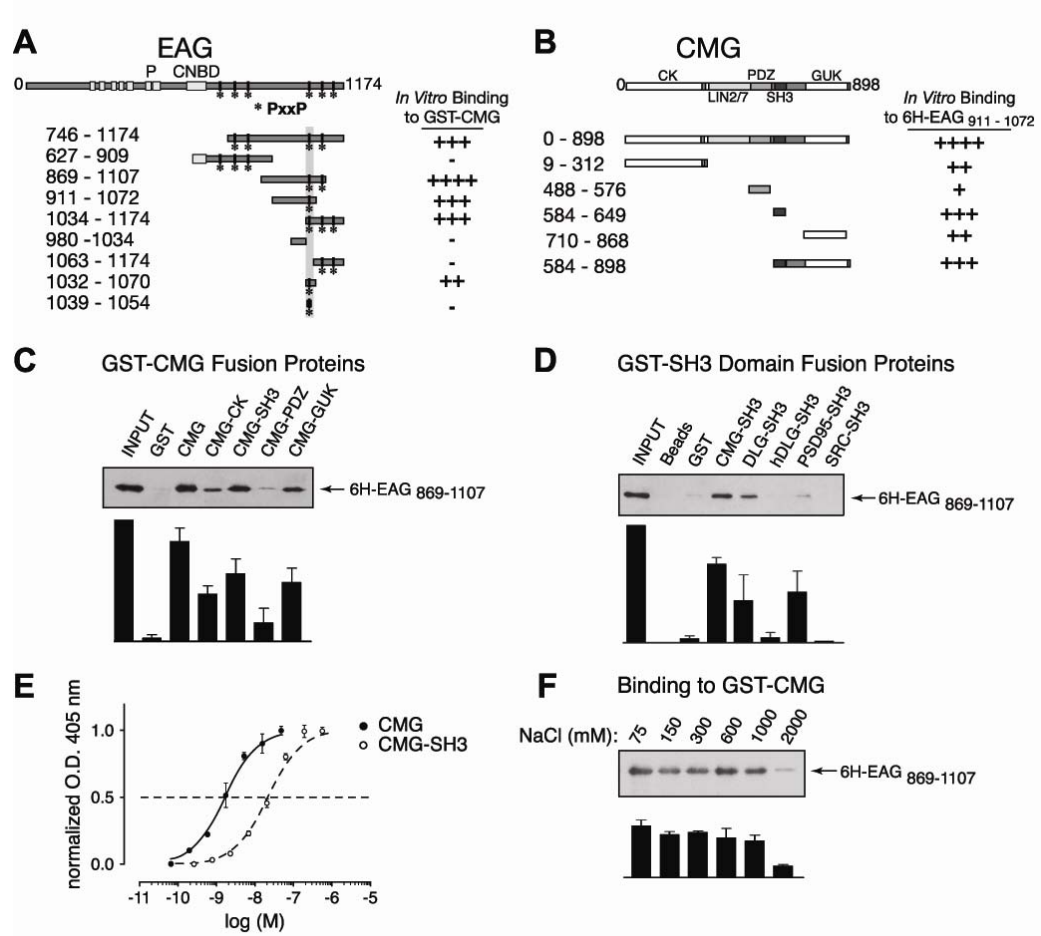 A
EAG
P CNBD
0 1174
* PxxP
In Vitro Binding
to GST-CMG
746 - 1174 +++
627 - 909 -
869 - 1107 ++++
911 - 1072 +++
1034 - 1174 +++
980 -1034 -
1063 - 1174 -
1032 - 1070 ++
1039 - 1054 -
B
CMG
CK PDZ GUK
0 898
LIN2/7 SH3
In Vitro Binding
to 6H-EAG 911 - 1072
0 - 898 ++++
9 - 312 ++
488 - 576 +
584 - 649 +++
710 - 868 ++
584 - 898 +++
C
GST-CMG Fusion Proteins
INPUT GST CMG CMG-CK CMG-SH3 CMG-PDZ CMG-GUK
6H-EAG 869-1107
D
GST-SH3 Domain Fusion Proteins
INPUT Beads GST CMG-SH3 DLG-SH3 hDLG-SH3 PSD95-SH3 SRC-SH3
6H-EAG 869-1107
E
normalized O.D. 405 nm
1.0
0.5
0.0
CMG
CMG-SH3
-11 -10 -9 -8 -7 -6 -5
log (M)
F
Binding to GST-CMG
NaCl (mM): 75 150 300 600 1000 2000
6H-EAG 869-1107